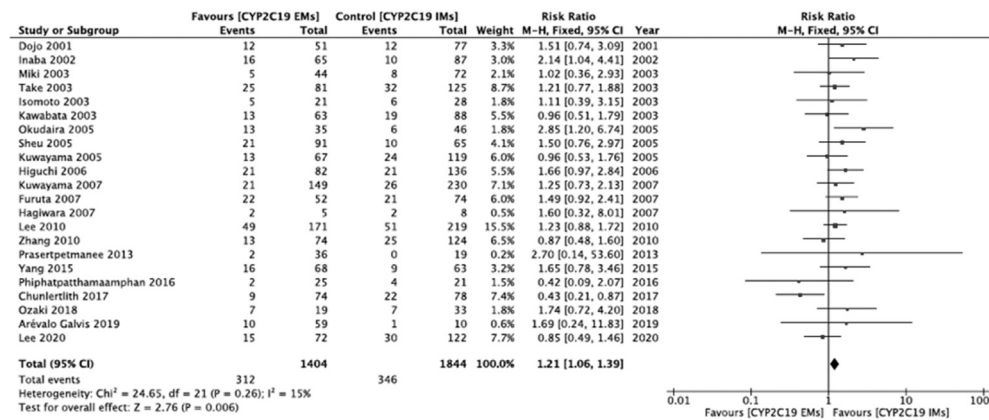 Favours [CYP2C19 EMs] Control [CYP2C19 IMs] Risk Ratio Risk Ratio
Study or Subgroup Events Total Events Total Weight M-H, Fixed, 95% CI Year M-H, Fixed, 95% CI
Dojo 2001 12 51 12 77 3.3% 1.51 [0.74, 3.09] 2001
Inaba 2002 16 65 10 87 3.0% 2.14 [1.04, 4.41] 2002
Miki 2003 5 44 8 72 2.1% 1.02 [0.36, 2.93] 2003
Take 2003 25 81 32 125 8.7% 1.21 [0.77, 1.88] 2003
Isomoto 2003 5 21 6 28 1.8% 1.11 [0.39, 3.15] 2003
Kawabata 2003 13 63 19 88 5.5% 0.96 [0.51, 1.79] 2003
Okudaira 2005 13 35 6 46 1.8% 2.85 [1.20, 6.74] 2005
Sheu 2005 21 91 10 65 4.0% 1.50 [0.76, 2.97] 2005
Kuwayama 2005 13 67 24 119 6.0% 0.96 [0.53, 1.76] 2005
Higuchi 2006 21 82 21 136 5.5% 1.66 [0.97, 2.84] 2006
Kuwayama 2007 21 149 26 230 7.1% 1.25 [0.73, 2.13] 2007
Furuta 2007 22 52 21 74 6.0% 1.49 [0.92, 2.41] 2007
Hagiwara 2007 2 5 2 8 0.5% 1.60 [0.32, 8.01] 2007
Lee 2010 49 171 51 219 15.5% 1.23 [0.88, 1.72] 2010
Zhang 2010 13 74 25 124 6.5% 0.87 [0.48, 1.60] 2010
Prasertpetmanee 2013 2 36 0 19 0.2% 2.70 [0.14, 53.60] 2013
Yang 2015 16 68 9 63 3.2% 1.65 [0.78, 3.46] 2015
Phiphatpatthamaamphan 2016 2 25 4 21 1.5% 0.42 [0.09, 2.07] 2016
Chunlertlith 2017 9 74 22 78 7.4% 0.43 [0.21, 0.87] 2017
Ozaki 2018 7 19 7 33 1.8% 1.74 [0.72, 4.20] 2018
Arévalo Galvis 2019 10 59 1 10 0.6% 1.69 [0.24, 11.83] 2019
Lee 2020 15 72 30 122 7.7% 0.85 [0.49, 1.46] 2020
Total (95% CI) 1404 1844 100.0% 1.21 [1.06, 1.39]
Total events 312 346
Heterogeneity: Chi² = 24.65, df = 21 (P = 0.26); I² = 15%
Test for overall effect: Z = 2.76 (P = 0.006)
0.01 0.1 1 10 100
Favours [CYP2C19 EMs] Favours [CYP2C19 IMs]